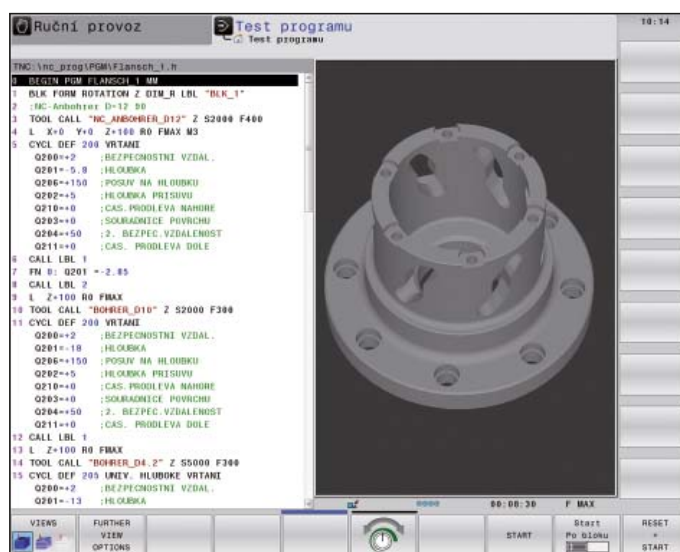 Ruční provoz
Test programu
Test programu
10:14
TNC:\nc_prog\PGM\Flansch_1.h
0 BEGIN PGM FLANSCH_1 MM
1 BLK FORM ROTATION Z DIM_R LBL "BLK_1"
2 ;NC-Anbohrer D=12 90
3 TOOL CALL "NC_ANBOHRER_D12" Z S2000 F400
4 L X+0 Y+0 Z+100 R0 FMAX M3
5 CYCL DEF 200 VRTANI
Q200=+2 ;BEZPECNOSTNI VZDAL.
Q201=-5.8 ;HLOUBKA
Q206=+150 ;POSUV NA HLOUBKU
Q202=+5 ;HLOUBKA PRISUVU
Q210=+0 ;CAS.PRODLEVA NAHORE
Q203=+0 ;SOURADNICE POVRCHU
Q204=+50 ;2. BEZPEC.VZDALENOST
Q211=+0 ;CAS. PRODLEVA DOLE
6 CALL LBL 1
7 FN 0: Q201 =-2.05
8 CALL LBL 2
9 L Z+100 R0 FMAX
10 TOOL CALL "BOHRER_D10" Z S2000 F300
11 CYCL DEF 200 VRTANI
Q200=+2 ;BEZPECNOSTNI VZDAL.
Q201=-18 ;HLOUBKA
Q206=+150 ;POSUV NA HLOUBKU
Q202=+5 ;HLOUBKA PRISUVU
Q210=+0 ;CAS.PRODLEVA NAHORE
Q203=+0 ;SOURADNICE POVRCHU
Q204=+50 ;2. BEZPEC.VZDALENOST
Q211=+0 ;CAS. PRODLEVA DOLE
12 CALL LBL 1
13 L Z+100 R0 FMAX
14 TOOL CALL "BOHRER_D4.2" Z S5000 F300
15 CYCL DEF 205 UNIV. HLUBOKE VRTANI
Q200=+2 ;BEZPECNOSTNI VZDAL.
Q201=-13 ;HLOUBKA
00:08:30 F MAX
VIEWS
FURTHER
VIEW
OPTIONS
START
Start
Po bloku
RESET
+
START